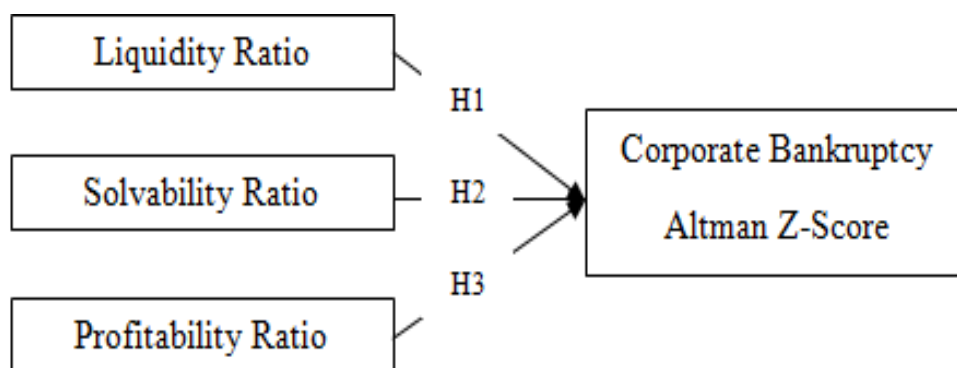 Liquidity Ratio
H1
Corporate Bankruptcy
Solvability Ratio
H2
Altman Z-Score
H3
Profitability Ratio